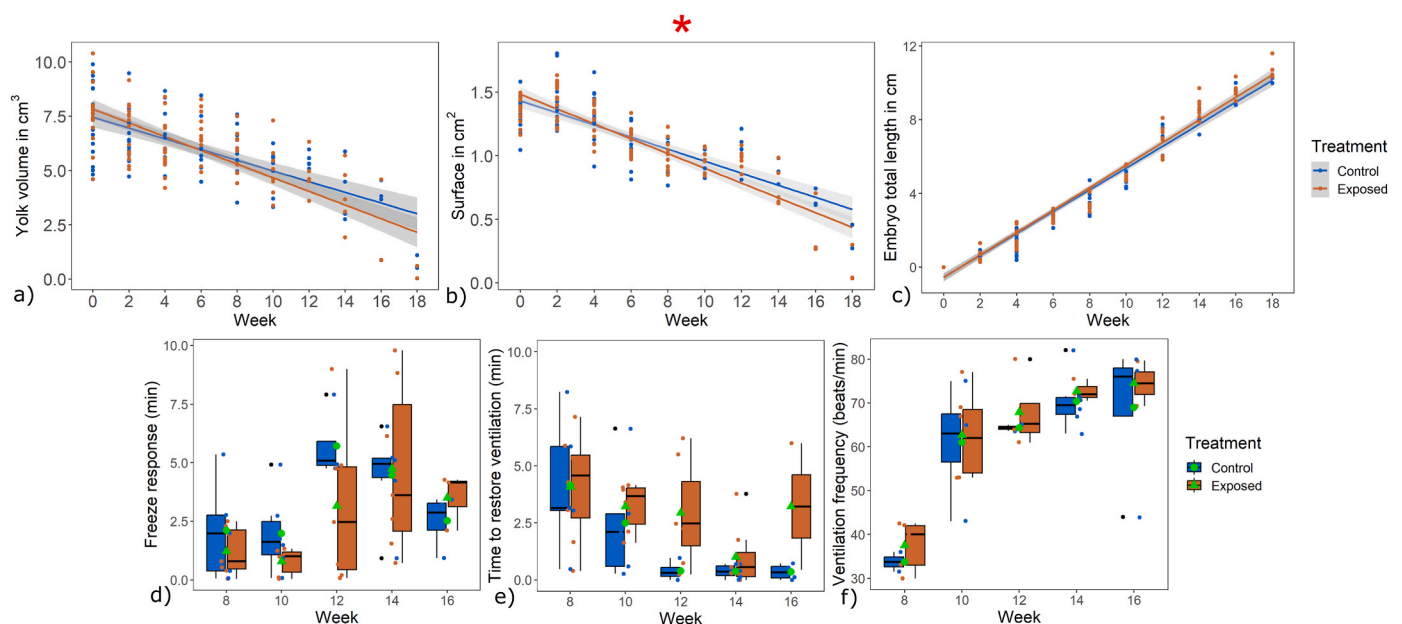 *
Yolk volume in cm3
10.0
7.5
5.0
2.5
0.0
0 2 4 6 8 10 12 14 16 18
Week
a)
Surface in cm2
1.5
1.0
0.5
0.0
0 2 4 6 8 10 12 14 16 18
Week
b)
Embryo total length in cm
12
8
4
0
0 2 4 6 8 10 12 14 16 18
Week
c)
Treatment
Control
Exposed
Freeze response (min)
10.0
7.5
5.0
2.5
0.0
8 10 12 14 16
Week
d)
Time to restore ventilation (min)
10.0
7.5
5.0
2.5
0.0
8 10 12 14 16
Week
e)
Ventilation frequency (beats/min)
80
70
60
50
40
30
8 10 12 14 16
Week
f)
Treatment
Control
Exposed